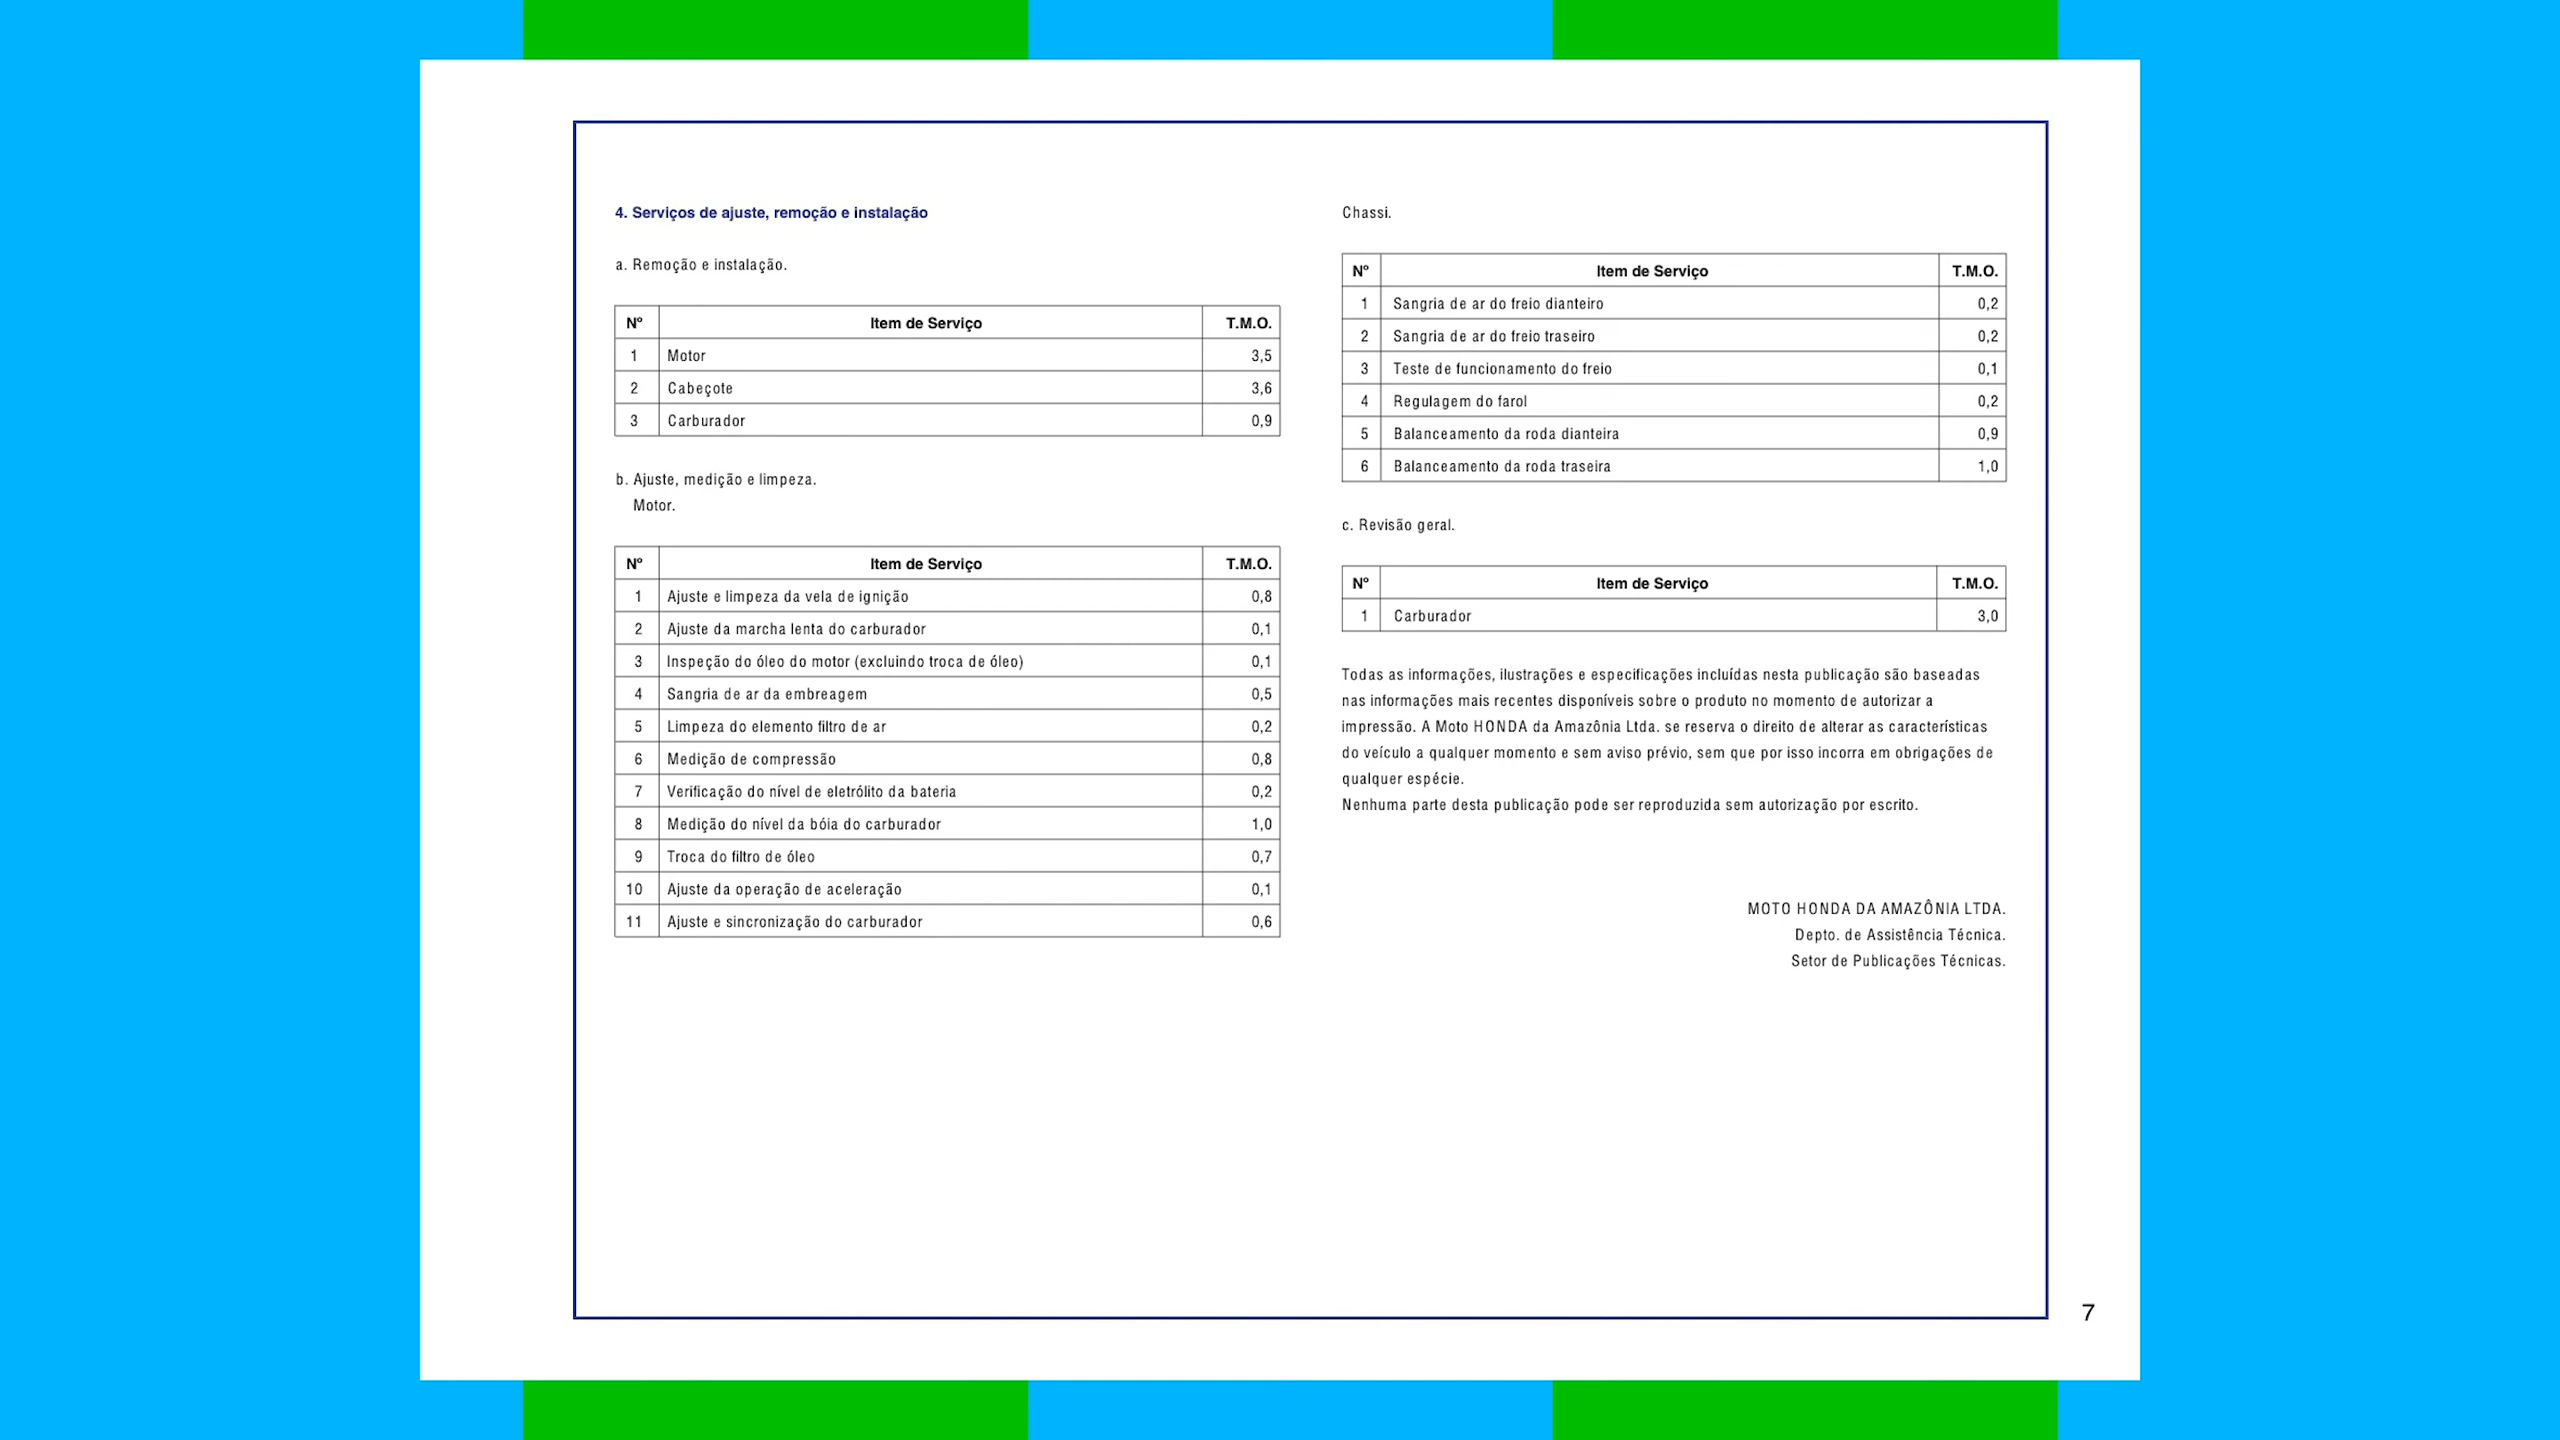 4. Serviços de ajuste, remoção e instalação
a. Remoção e instalação.
Nº Item de Serviço T.M.O.
1 Motor 3,5
2 Cabeçote 3,6
3 Carburador 0,9
b. Ajuste, medição e limpeza.
Motor.
Nº Item de Serviço T.M.O.
1 Ajuste e limpeza da vela de ignição 0,8
2 Ajuste da marcha lenta do carburador 0,1
3 Inspeção do óleo do motor (excluindo troca de óleo) 0,1
4 Sangria de ar da embreagem 0,5
5 Limpeza do elemento filtro de ar 0,2
6 Medição de compressão 0,8
7 Verificação do nível de eletrólito da bateria 0,2
8 Medição do nível da bóia do carburador 1,0
9 Troca do filtro de óleo 0,7
10 Ajuste da operação de aceleração 0,1
11 Ajuste e sincronização do carburador 0,6
Chassi.
Nº Item de Serviço T.M.O.
1 Sangria de ar do freio dianteiro 0,2
2 Sangria de ar do freio traseiro 0,2
3 Teste de funcionamento do freio 0,1
4 Regulagem do farol 0,2
5 Balanceamento da roda dianteira 0,9
6 Balanceamento da roda traseira 1,0
c. Revisão geral.
Nº Item de Serviço T.M.O.
1 Carburador 3,0
Todas as informações, ilustrações e especificações incluídas nesta publicação são baseadas
nas informações mais recentes disponíveis sobre o produto no momento de autorizar a
impressão. A Moto HONDA da Amazônia Ltda. se reserva o direito de alterar as características
do veículo a qualquer momento e sem aviso prévio, sem que por isso incorra em obrigações de
qualquer espécie.
Nenhuma parte desta publicação pode ser reproduzida sem autorização por escrito.
MOTO HONDA DA AMAZÔNIA LTDA.
Depto. de Assistência Técnica.
Setor de Publicações Técnicas.
7